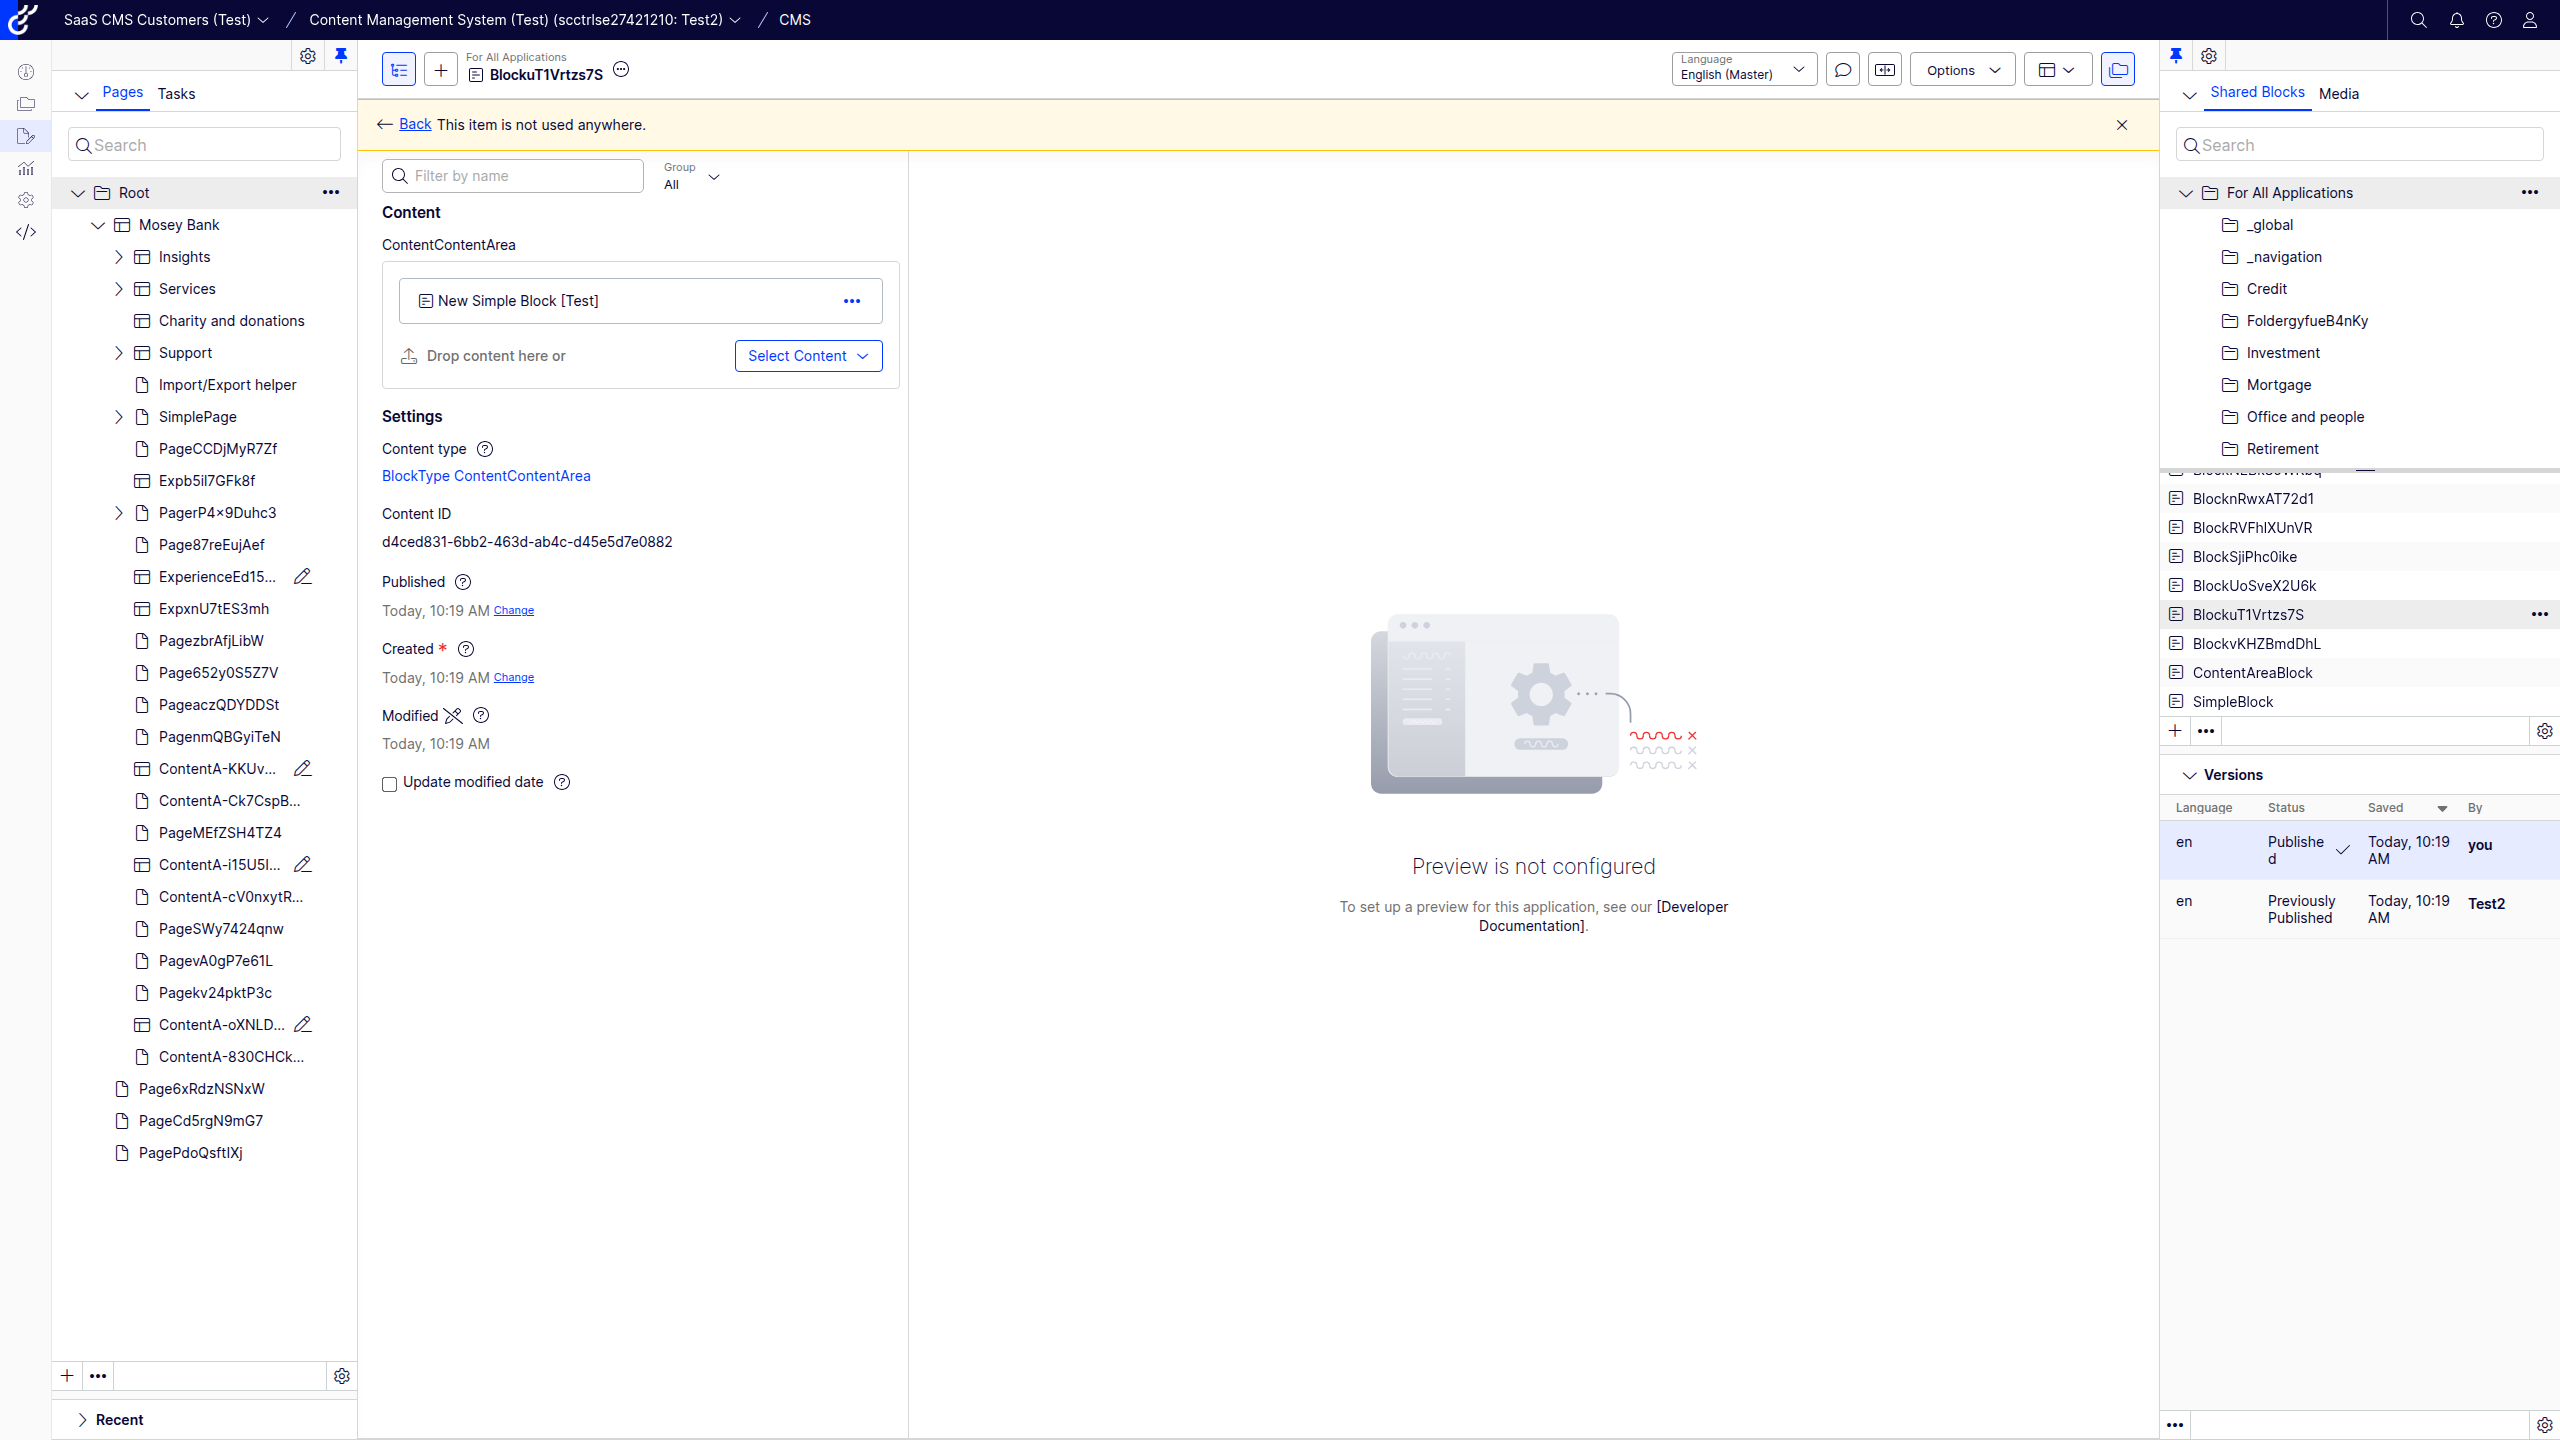 SaaS CMS Customers (Test) / Content Management System (scctrlse27421210: Test2) / CMS
Pages Tasks
Search
Root
Mosey Bank
Insights
Services
Charity and donations
Support
Import/Export helper
SimplePage
PageCCDjMyR7Zf
Expb5il7GFk8f
PagerP4×9Duhc3
Page87reEujAef
ExperienceEd15...
ExpxnU7tES3mh
PagezbrAfjLibW
Page652y0S5Z7V
PageaczQDYDDSt
PagenmQBGyiTeN
ContentA-KKUv...
ContentA-Ck7CspB...
PageMEfZSH4TZ4
ContentA-i15U5I...
ContentA-cV0nxytR...
PageSWy7424qnw
PagevA0gP7e61L
Pagekv24pktP3c
ContentA-oXNLD...
ContentA-830CHCk...
Page6xRdzNSNxW
PageCd5rgN9mG7
PagePdoQsftIXj
Recent
For All Applications
BlockuT1Vrtzs7S
Language
English (Master)
Options
Back This item is not used anywhere.
Filter by name
Group
All
Content
ContentContentArea
New Simple Block [Test]
Drop content here or
Select Content
Settings
Content type
BlockType ContentContentArea
Content ID
d4ced831-6bb2-463d-ab4c-d45e5d7e0882
Published
Today, 10:19 AM Change
Created *
Today, 10:19 AM Change
Modified
Today, 10:19 AM
Update modified date
Preview is not configured
To set up a preview for this application, see our [Developer
Documentation].
Shared Blocks Media
Search
For All Applications
_global
_navigation
Credit
FoldergyfueB4nKy
Investment
Mortgage
Office and people
Retirement
BlocknRwxAT72d1
BlockRVFhlXUnVR
BlockSjiPhc0ike
BlockUoSveX2U6k
BlockuT1Vrtzs7S
BlockvKHZBmdDhL
ContentAreaBlock
SimpleBlock
Versions
Language Status Saved By
en Publishe
d Today, 10:19
AM you
en Previously
Published Today, 10:19
AM Test2